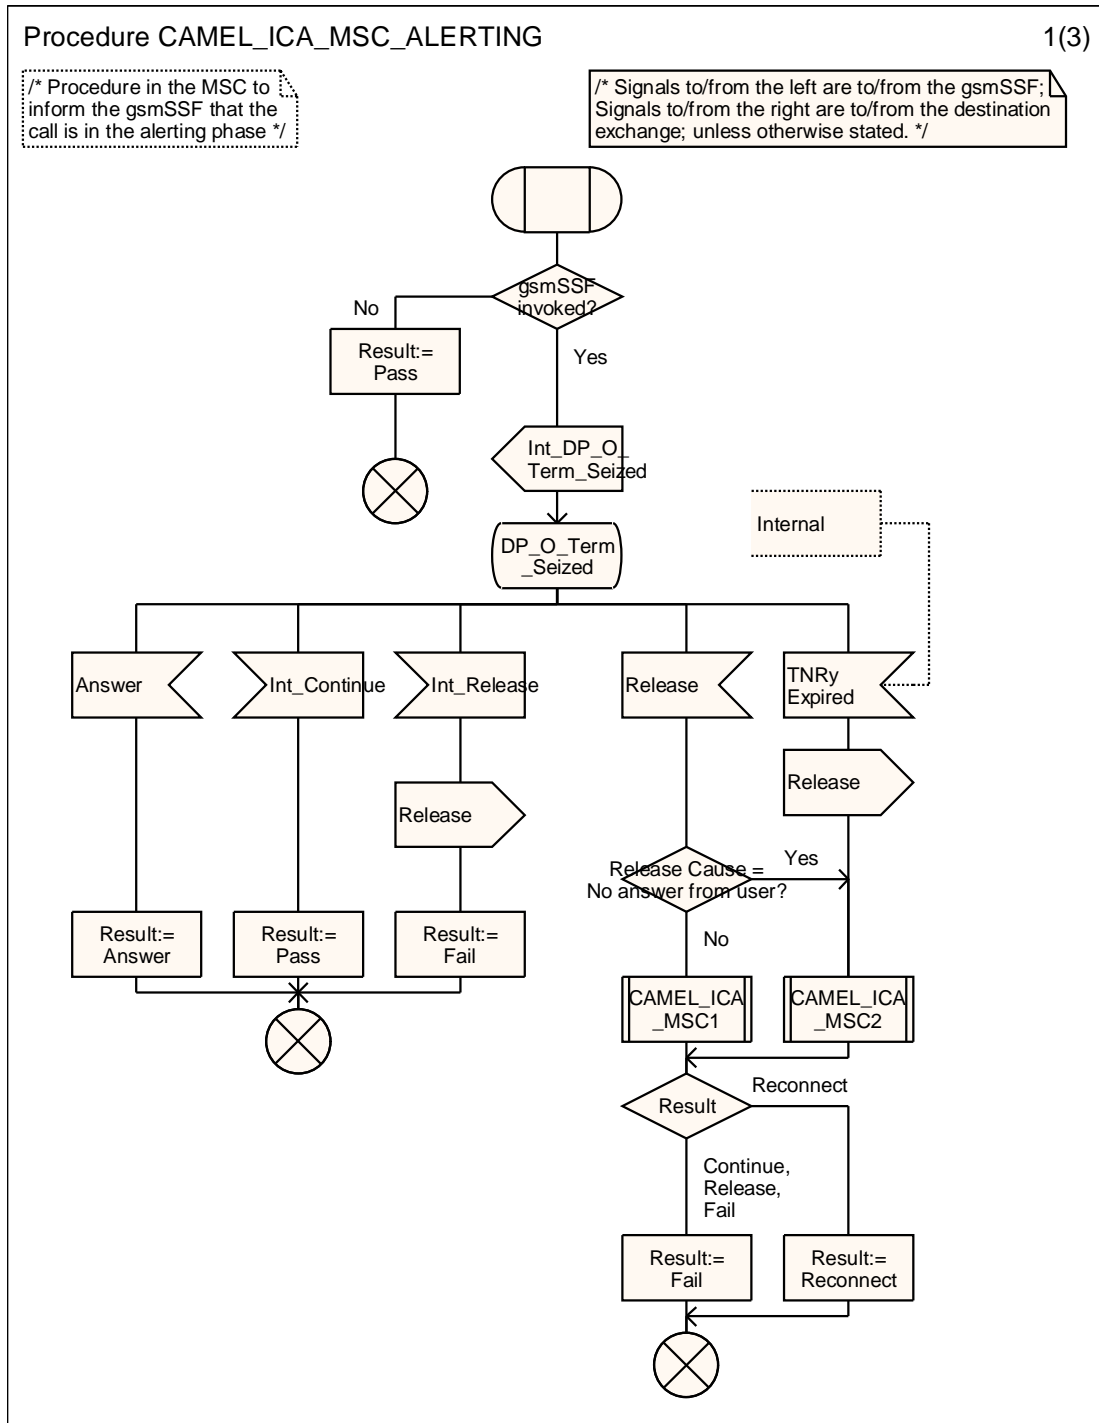 Procedure CAMEL_ICA_MSC_ALERTING
1(3)
/* Procedure in the MSC to
inform the gsmSSF that the
call is in the alerting phase */
/* Signals to/from the left are to/from the gsmSSF;
Signals to/from the right are to/from the destination
exchange; unless otherwise stated. */
gsmSSF
invoked?
No
Result:=
Pass
Yes
Int_DP_O_
Term_Seized
Internal
DP_O_Term
_Seized
Answer
Int_Continue
Int_Release
Release
TNRy
Expired
Release
Release
Release Cause =
No answer from user?
Yes
No
Result:=
Answer
Result:=
Pass
Result:=
Fail
CAMEL_ICA
_MSC1
CAMEL_ICA
_MSC2
Result
Reconnect
Continue,
Release,
Fail
Result:=
Fail
Result:=
Reconnect